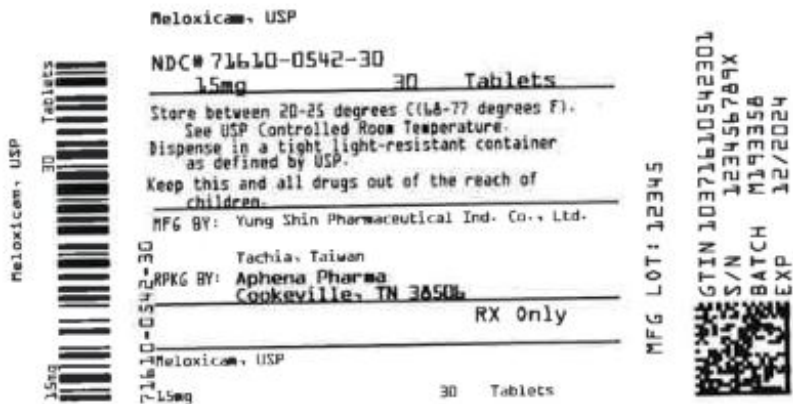 Meloxicam, USP
NDC# 71610-0542-30
15mg 30 Tablets
Store between 20-25 degrees C(68-77 degrees F).
See USP Controlled Room Temperature.
Dispense in a tight light-resistant container
as defined by USP.
Keep this and all drugs out of the reach of
children.
MFG BY: Yung Shin Pharmaceutical Ind. Co., Ltd.
Tachia, Taiwan
RPKG BY: Aphena Pharma
Cookeville, TN 38506
RX Only
Meloxicam, USP
15mg 30 Tablets
Meloxicam, USP
15mg 30 Tablets
71610-0542-30
MFG LOT: 12345
GTIN 10371610542301
S/N 123456789X
BATCH M193358
EXP 12/2024